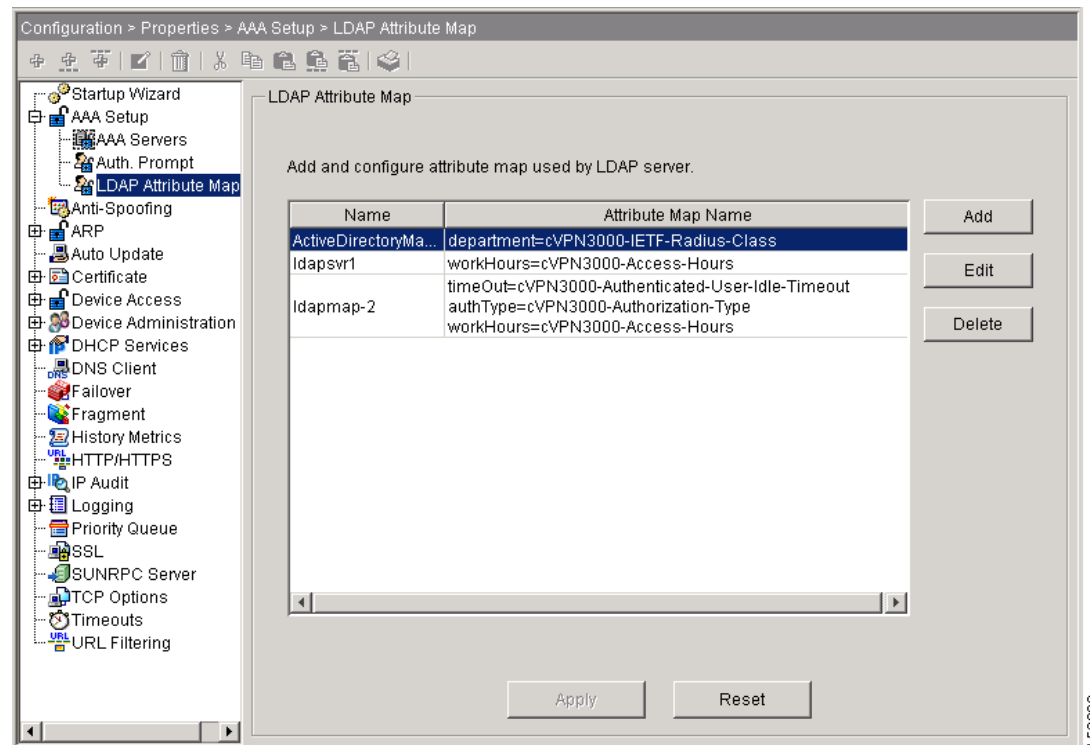 Configuration > Properties > AAA Setup > LDAP Attribute Map
Startup Wizard
AAA Setup
AAA Servers
Auth. Prompt
LDAP Attribute Map
Anti-Spoofing
ARP
Auto Update
Certificate
Device Access
Device Administration
DHCP Services
DNS DNS Client
Failover
Fragment
History Metrics
URL HTTP/HTTPS
IP Audit
Logging
Priority Queue
SSL
SUNRPC Server
TCP Options
Timeouts
URL URL Filtering
LDAP Attribute Map
Add and configure attribute map used by LDAP server.
Name Attribute Map Name
ActiveDirectoryMa... department=cVPN3000-IETF-Radius-Class
ldapsvr1 workHours=cVPN3000-Access-Hours
ldapmap-2 timeOut=cVPN3000-Authenticated-User-Idle-Timeout
authType=cVPN3000-Authorization-Type
workHours=cVPN3000-Access-Hours
Add
Edit
Delete
Apply Reset